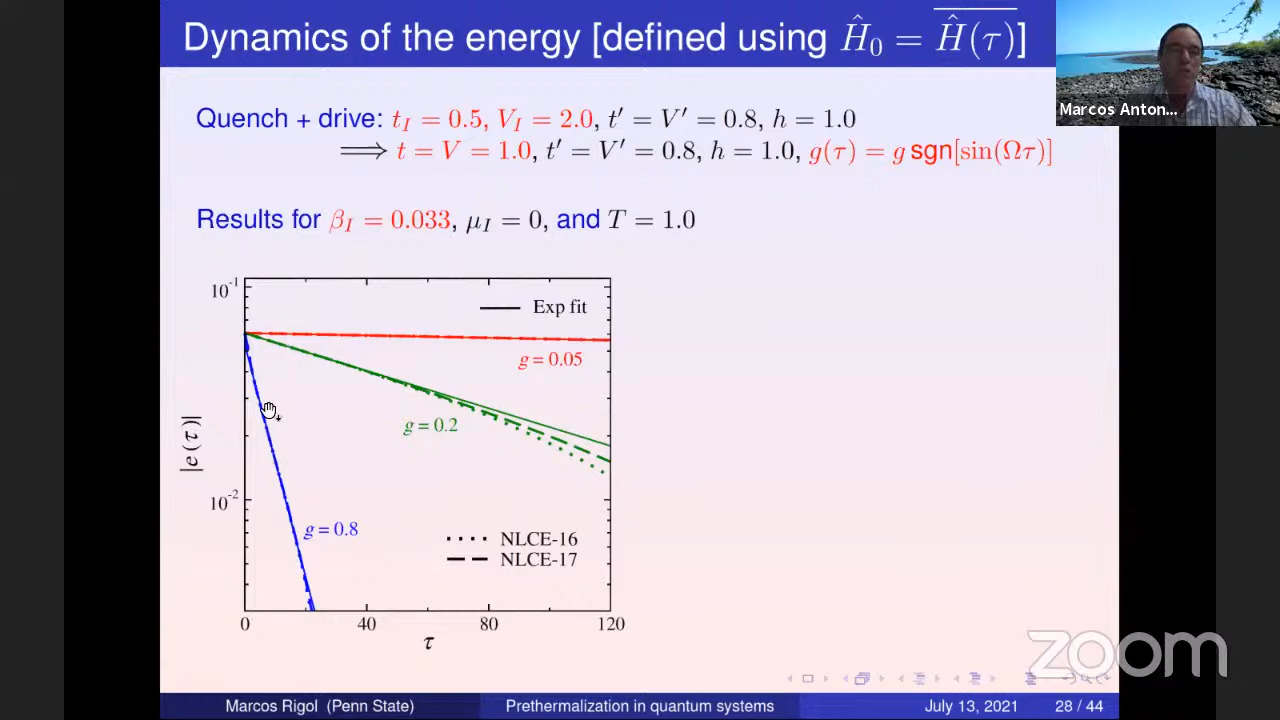 Dynamics of the energy [defined using Ĥ₀ = \overline{Ĥ(τ)}]
Marcos Anton...
Quench + drive: t_I = 0.5, V_I = 2.0, t′ = V′ = 0.8, h = 1.0
⟹ t = V = 1.0, t′ = V′ = 0.8, h = 1.0, g(τ) = g sgn[sin(Ωτ)]
Results for β_I = 0.033, μ_I = 0, and T = 1.0
10⁻¹
Exp fit
g = 0.05
g = 0.2
|e(τ)|
10⁻²
g = 0.8
NLCE-16
NLCE-17
0 40 80 120
τ
zoom
Marcos Rigol (Penn State) Prethermalization in quantum systems July 13, 2021 28 / 44